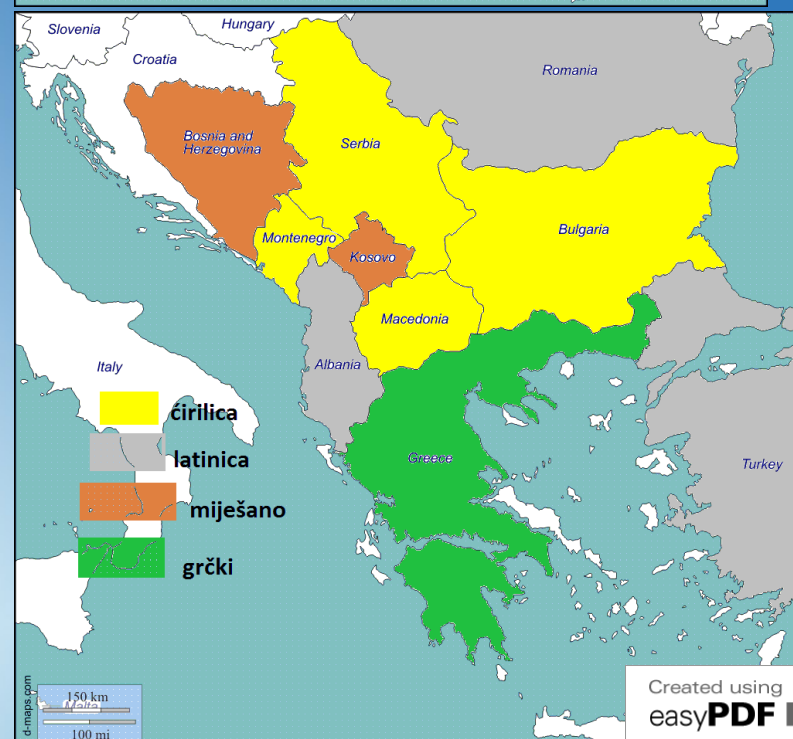 Hungary
Slovenia
Croatia
Romania
Bosnia and
Herzegovina
Serbia
Bulgaria
Montenegro
Kosovo
Macedonia
Albania
Italy
ćirilica
latinica
Greece
Turkey
miješano
grčki
150 km
Malta
100 mi
d-maps.com
Created using
easyPDF